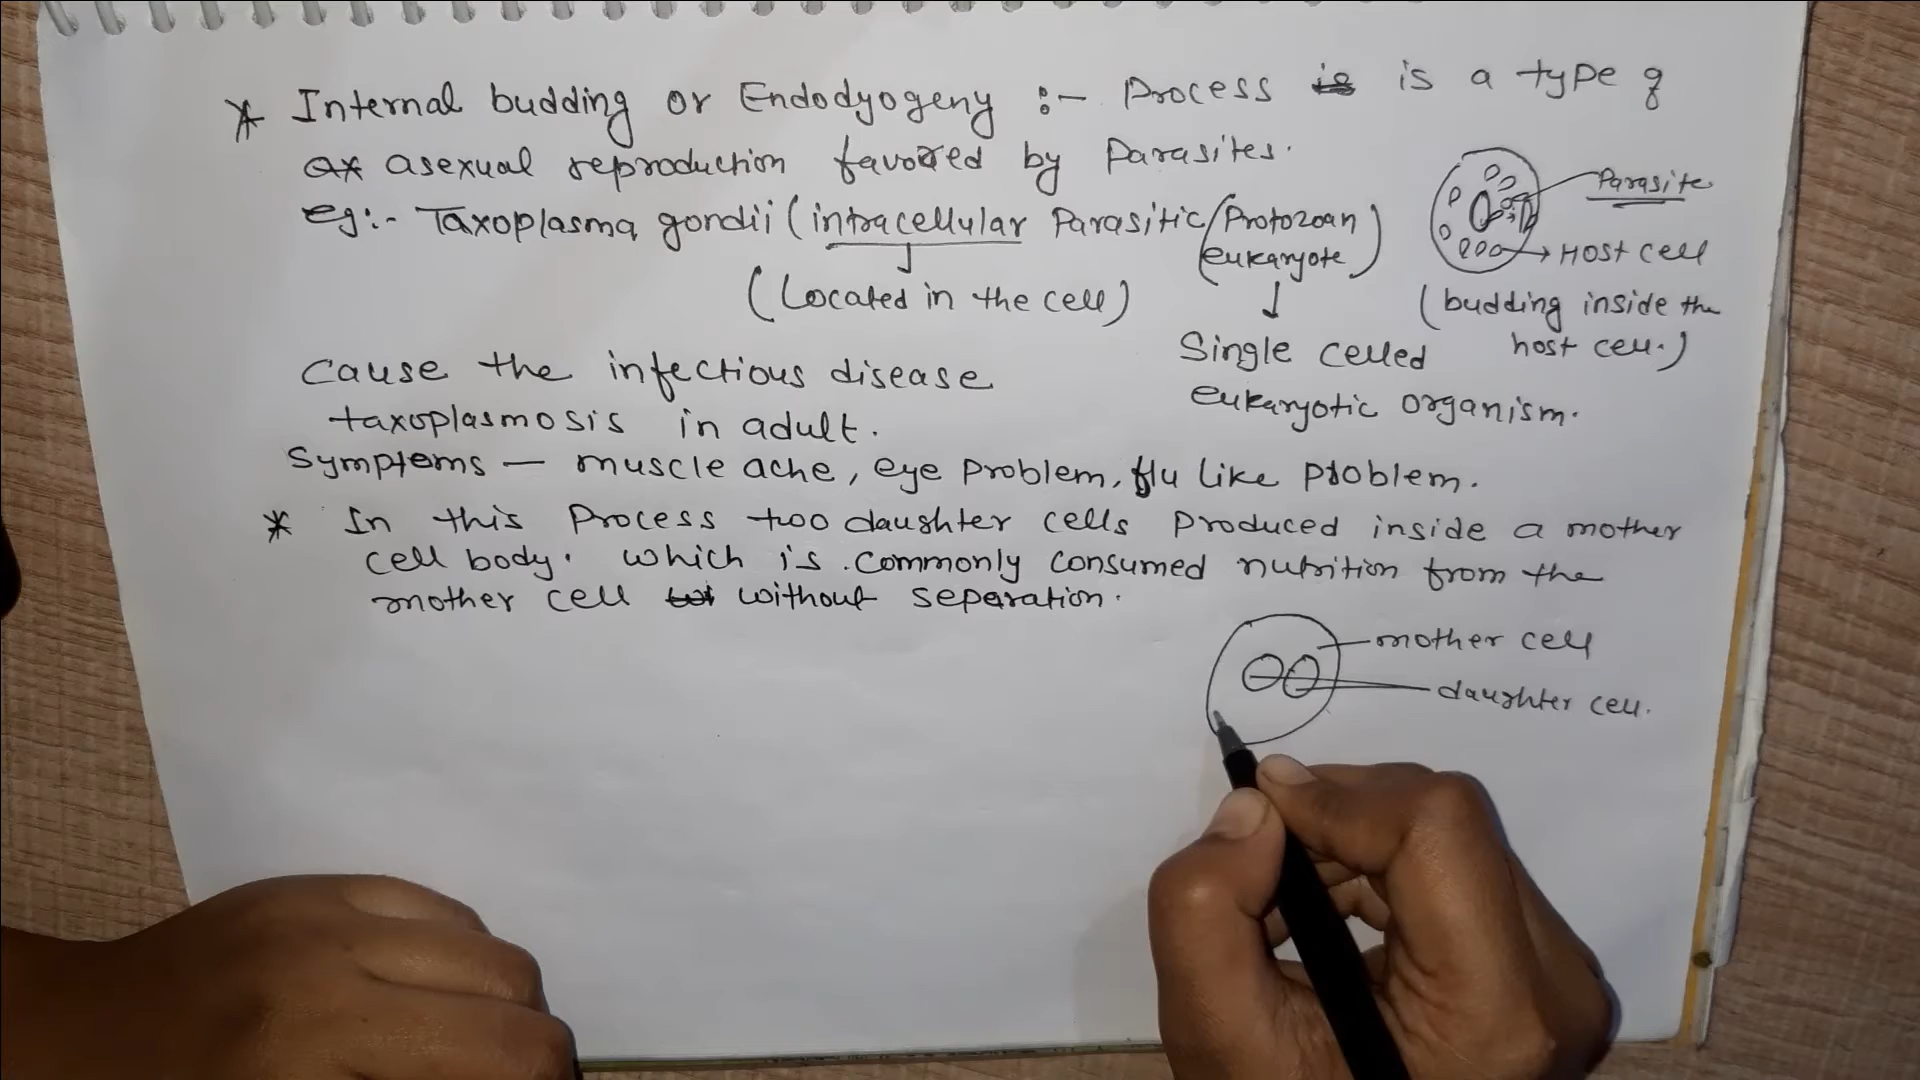 * Internal budding or Endodyogeny :- Process is is a type of
asexual reproduction favored by Parasites.
eg:- Taxoplasma gondii (intracellular Parasitic/Protozoan
eukaryote)
(Located in the cell)
Single celled
eukaryotic organism.
Parasite
Host cell
(budding inside the
host cell.)
Cause the infectious disease
taxoplasmosis in adult.
Symptoms — muscle ache, eye problem, flu like problem.
* In this Process two daughter cells produced inside a mother
cell body. which is commonly consumed nutrition from the
mother cell without separation.
mother cell
daughter cell.